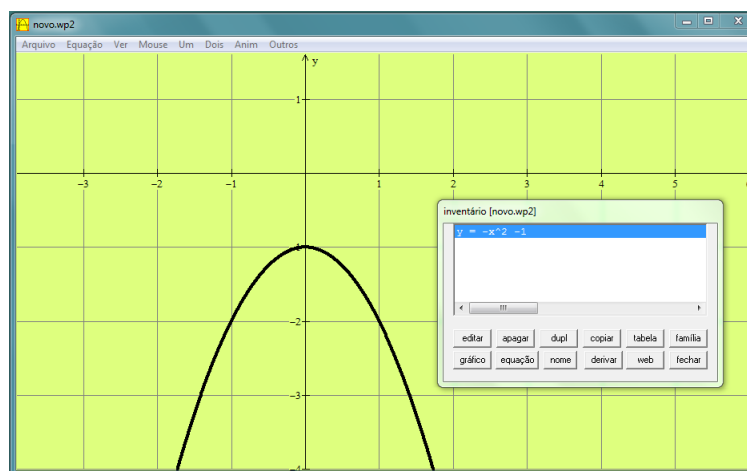 novo.wp2
Arquivo Equação Ver Mouse Um Dois Anim Outros
y
1
-3 -2 -1 1 2 3 4 5
inventário [novo.wp2]
y = -x^2 -1
-2
-3
-4
editar apagar dupl copiar tabela família
gráfico equação nome derivar web fechar